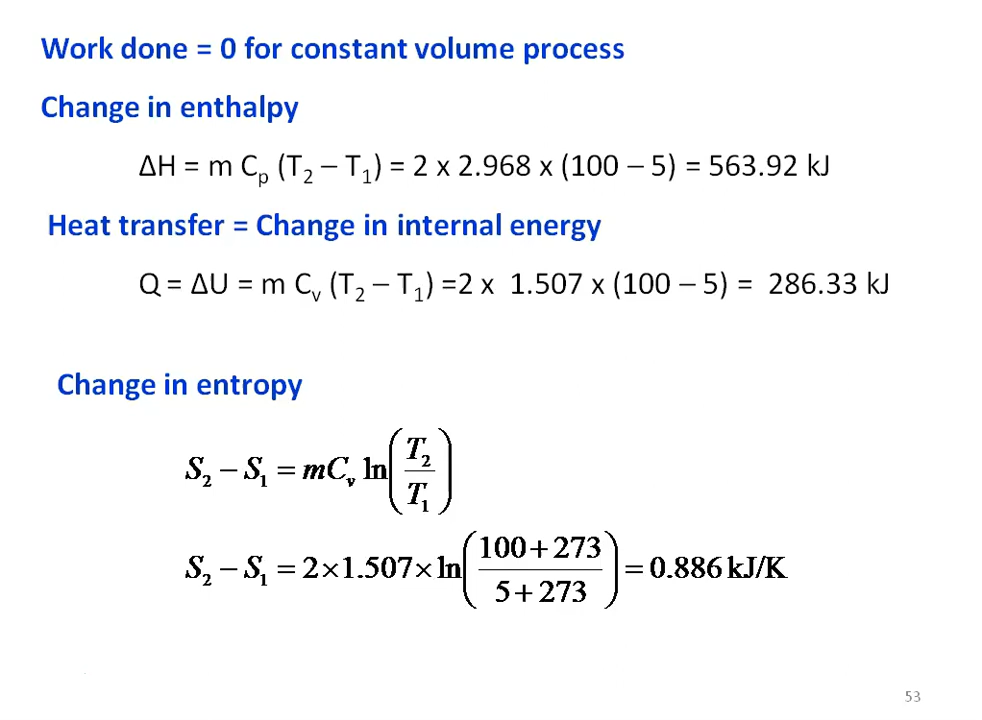 Work done = 0 for constant volume process
Change in enthalpy
ΔH = m Cₚ (T₂ – T₁) = 2 x 2.968 x (100 – 5) = 563.92 kJ
Heat transfer = Change in internal energy
Q = ΔU = m Cᵥ (T₂ – T₁) =2 x 1.507 x (100 – 5) = 286.33 kJ
Change in entropy
S₂ – S₁ = mCᵥ ln(T₂/T₁)
S₂ – S₁ = 2×1.507×ln((100+273)/(5+273)) = 0.886 kJ/K
53